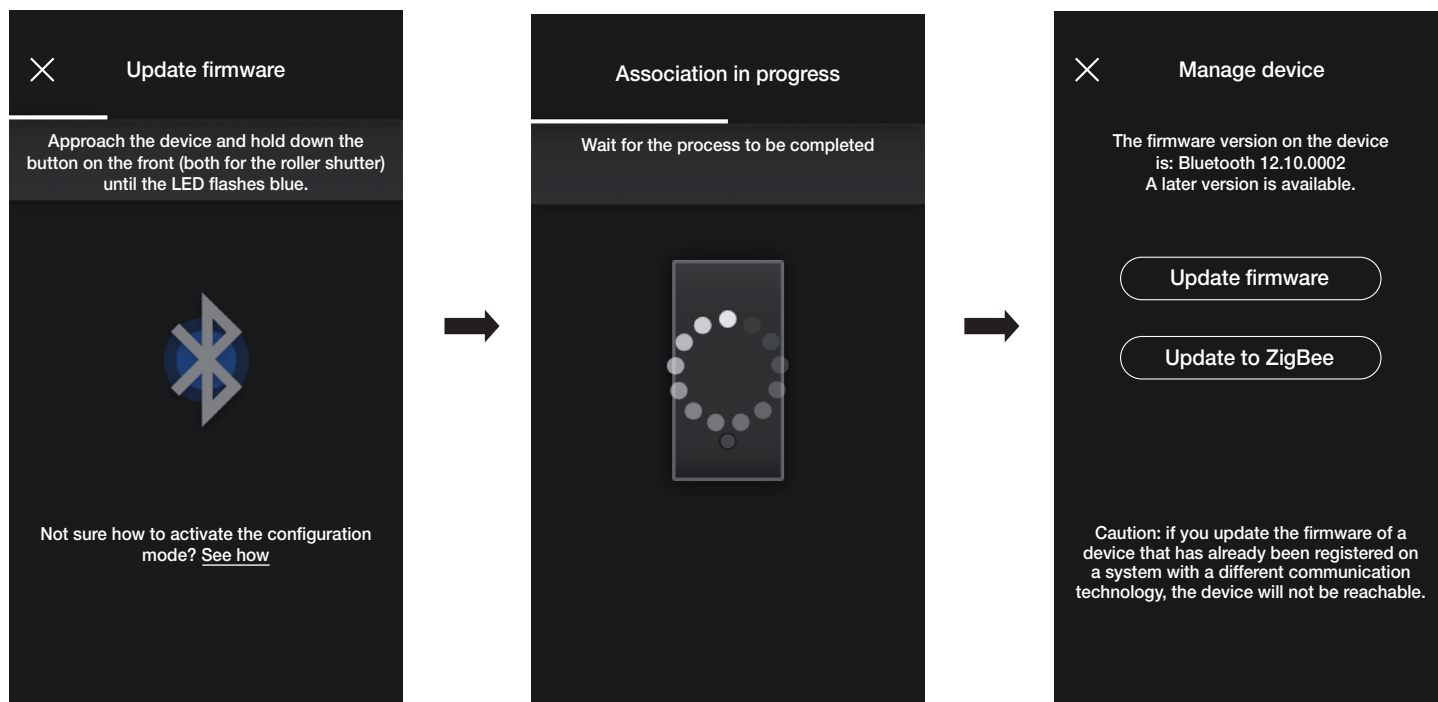 Update firmware
Approach the device and hold down the
button on the front (both for the roller shutter)
until the LED flashes blue.
Not sure how to activate the configuration
mode? See how
Association in progress
Wait for the process to be completed
Manage device
The firmware version on the device
is: Bluetooth 12.10.0002
A later version is available.
Update firmware
Update to ZigBee
Caution: if you update the firmware of a
device that has already been registered on
a system with a different communication
technology, the device will not be reachable.